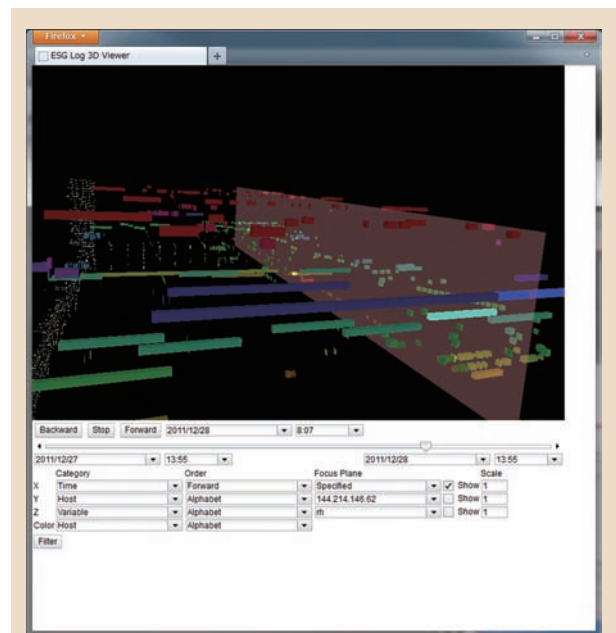 Firefox
ESG Log 3D Viewer +
Backward Stop Forward 2011/12/28 8:07
2011/12/27 13:55 2011/12/28 13:55
Category Order Focus Plane Scale
X Time Forward Specified Show 1
Y Host Alphabet 144.214.146.62 Show 1
Z Variable Alphabet rh Show 1
Color Host Alphabet
Filter